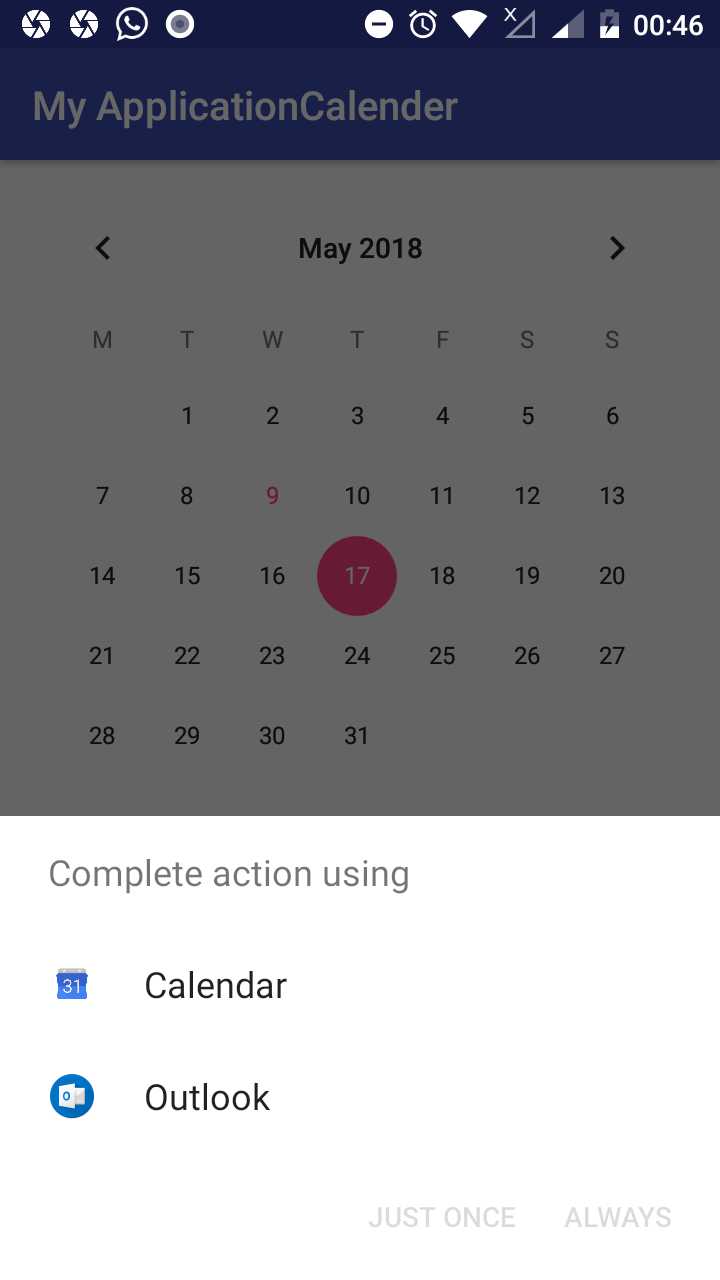 00:46
My ApplicationCalender
May 2018
M T W T F S S
1 2 3 4 5 6
7 8 9 10 11 12 13
14 15 16 17 18 19 20
21 22 23 24 25 26 27
28 29 30 31
Complete action using
31 Calendar
Outlook
JUST ONCE ALWAYS